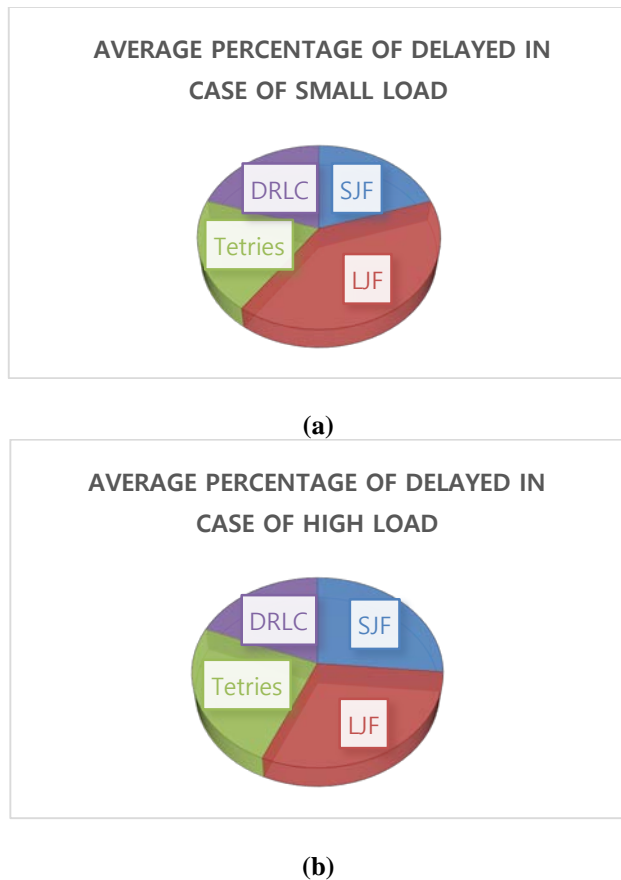 AVERAGE PERCENTAGE OF DELAYED IN
CASE OF SMALL LOAD
DRLC
SJF
Tetries
LJF
(a)
AVERAGE PERCENTAGE OF DELAYED IN
CASE OF HIGH LOAD
DRLC
SJF
Tetries
LJF
(b)